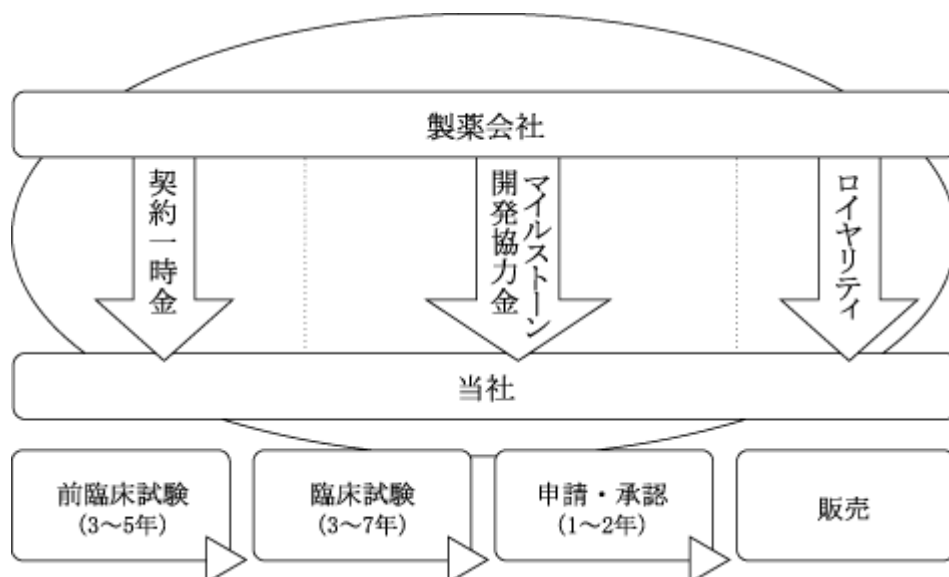 製薬会社
契約一時金
マイルストーン
開発協力金
ロイヤリティ
当社
前臨床試験
(3〜5年)
臨床試験
(3〜7年)
申請・承認
(1〜2年)
販売